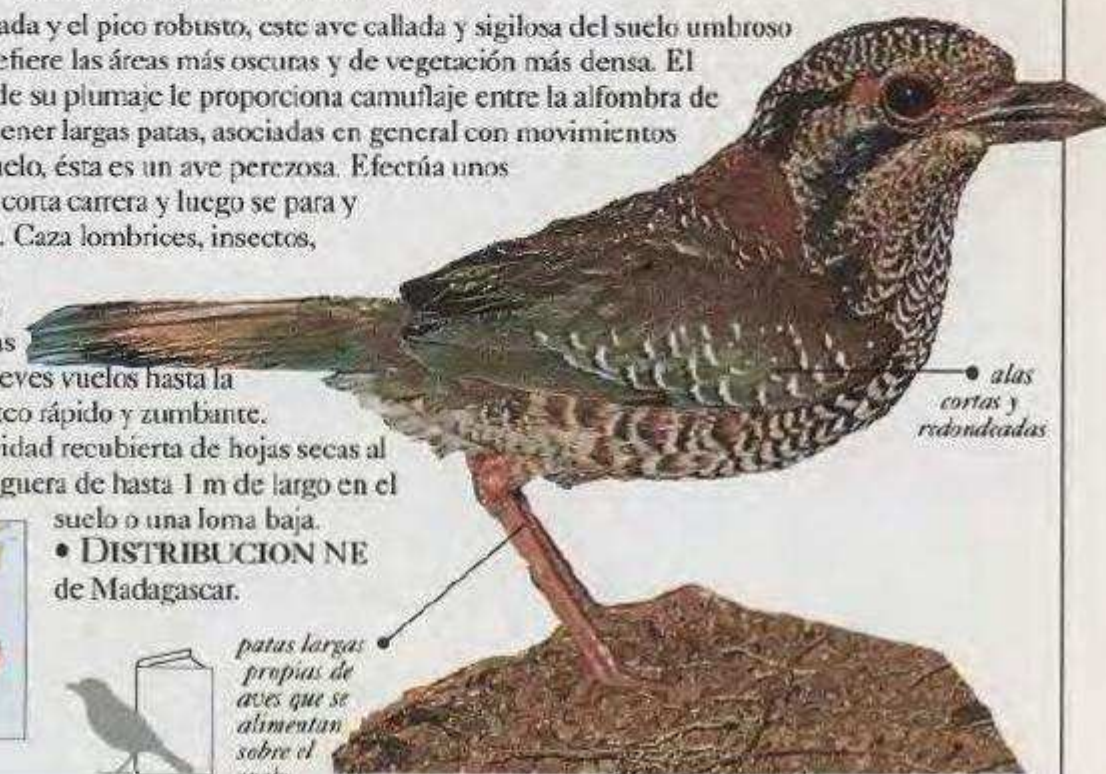 ada y el pico robusto, este ave callada y sigilosa del suelo umbroso
efiere las áreas más oscuras y de vegetación más densa. El
de su plumaje le proporciona camuflaje entre la alfombra de
ener largas patas, asociadas en general con movimientos
uelo, ésta es un ave perezosa. Efectúa unos
corta carrera y luego se para y
. Caza lombrices, insectos,
as
eves vuelos hasta la
eco rápido y zumbante.
vidad recubierta de hojas secas al
guera de hasta 1 m de largo en el
suelo o una loma baja.
• DISTRIBUCION NE
de Madagascar.
alas
cortas y
redondeadas
patas largas
propias de
aves que se
alimentan
sobre el